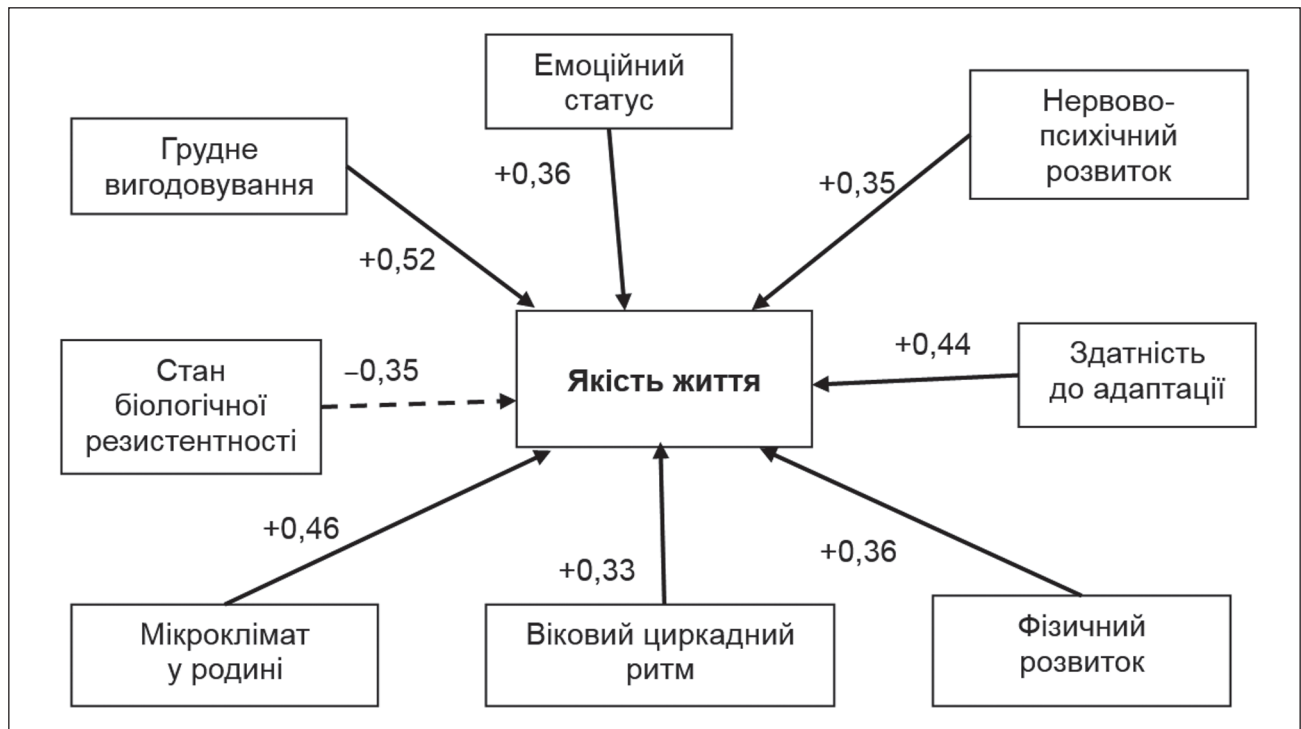 Емоційний
статус
Нервово-
психічний
розвиток
Грудне
вигодовування
+0,36
+0,35
+0,52
Стан
біологічної
резистентності
–0,35
Якість життя
+0,44
Здатність
до адаптації
+0,46
+0,33
+0,36
Мікроклімат
у родині
Віковий циркадний
ритм
Фізичний
розвиток